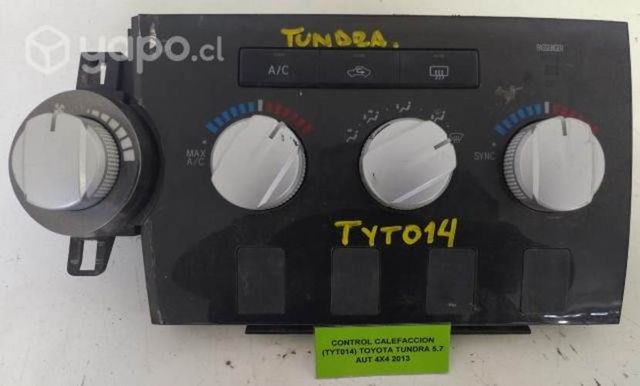 yapo.cl
TUNDRA.
A/C
PASSENGER
MAX
A/C
SYNC
TYT014
CONTROL CALEFACCION
(TYT014) TOYOTA TUNDRA 5.7
AUT 4X4 2013